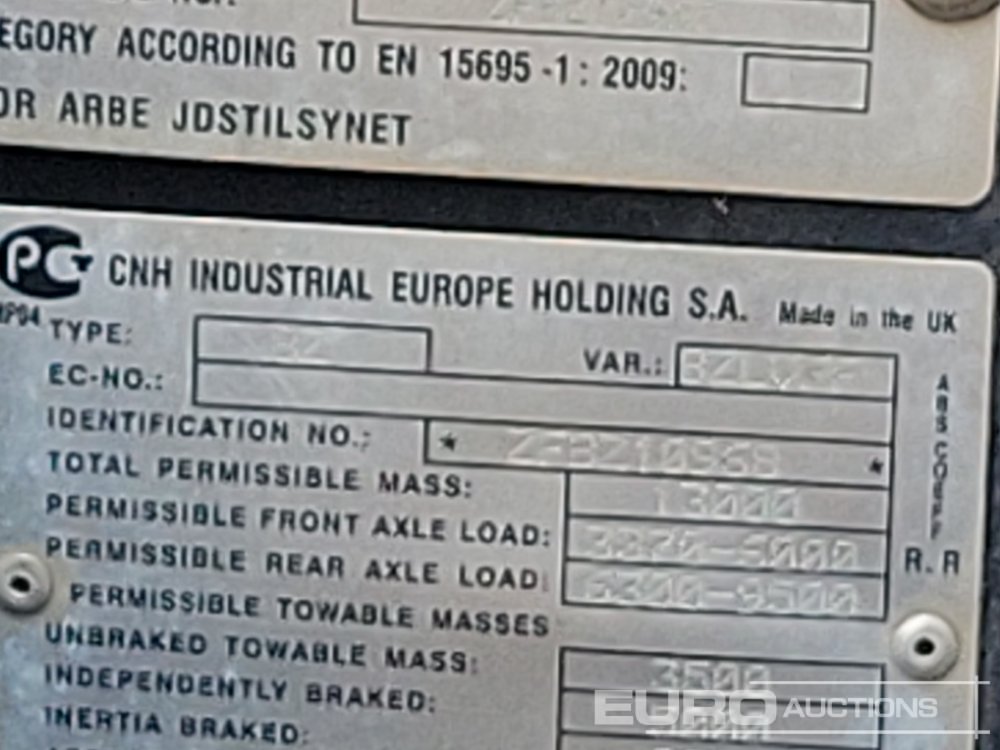 EGORY ACCORDING TO EN 15695-1: 2009:
OR ARBE JDSTILSYNET
CNH INDUSTRIAL EUROPE HOLDING S.A. Made in the UK
TYPE: VAR.:
EC-NO.:
IDENTIFICATION NO.: * *
TOTAL PERMISSIBLE MASS: 13000
PERMISSIBLE FRONT AXLE LOAD:
PERMISSIBLE REAR AXLE LOAD: 6300-9500
PERMISSIBLE TOWABLE MASSES
UNBRAKED TOWABLE MASS: 3500
INDEPENDENTLY BRAKED:
INERTIA BRAKED:
R.A
EURO AUCTIONS